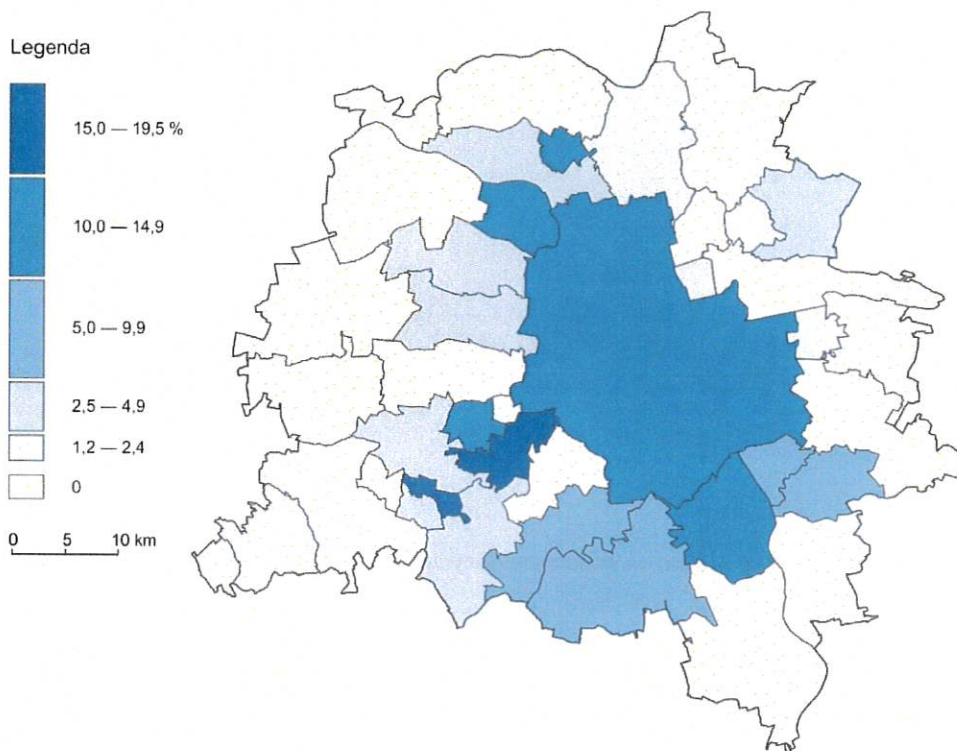 Legenda
15,0 — 19,5 %
10,0 — 14,9
5,0 — 9,9
2,5 — 4,9
1,2 — 2,4
0
0 5 10 km